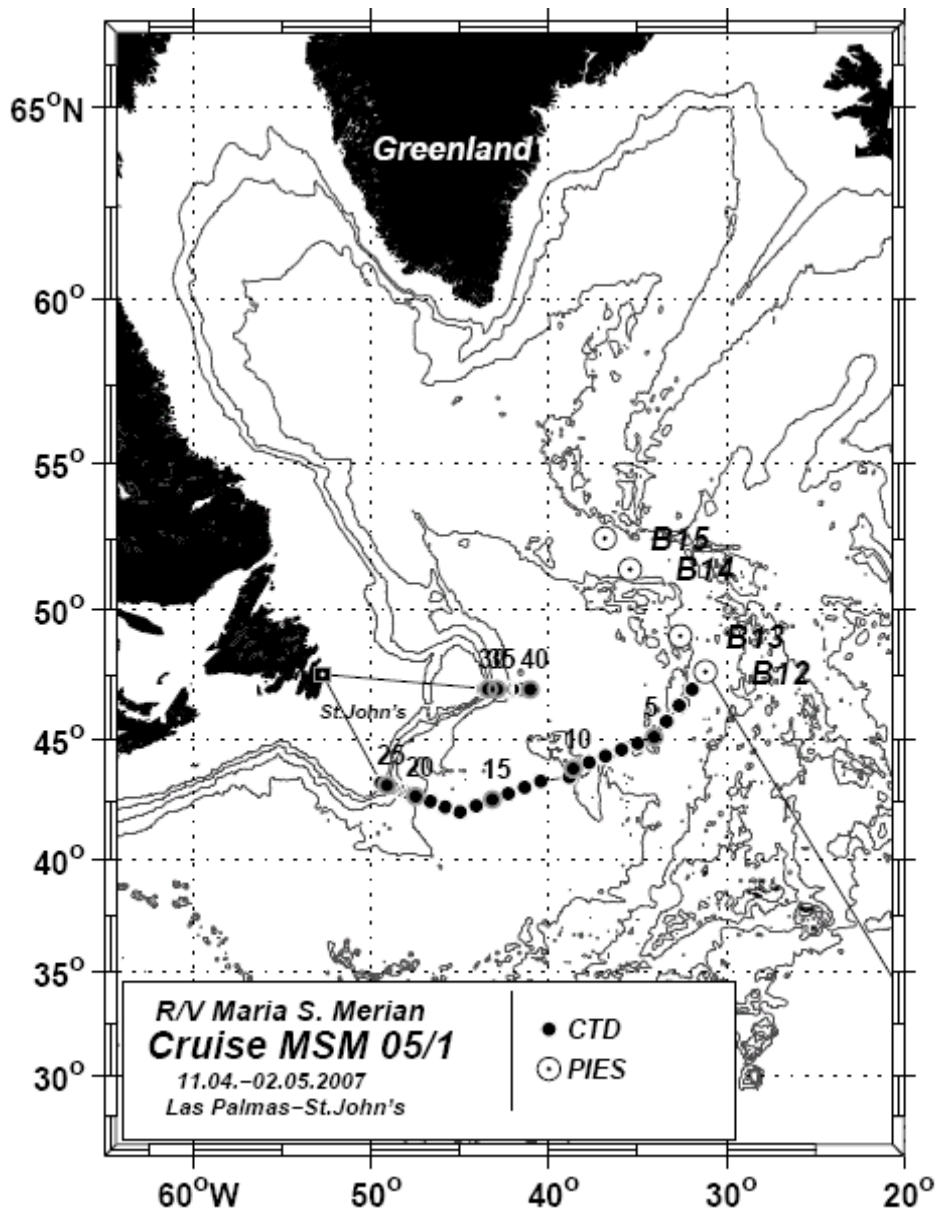 65°N
Greenland
60°
55°
B15
B14
50°
B13
30 35 40
B12
St.John's
5
45°
10
25
20
15
40°
35°
R/V Maria S. Merian
Cruise MSM 05/1
11.04.–02.05.2007
Las Palmas–St.John's
CTD
PIES
30°
60°W 50° 40° 30° 20°